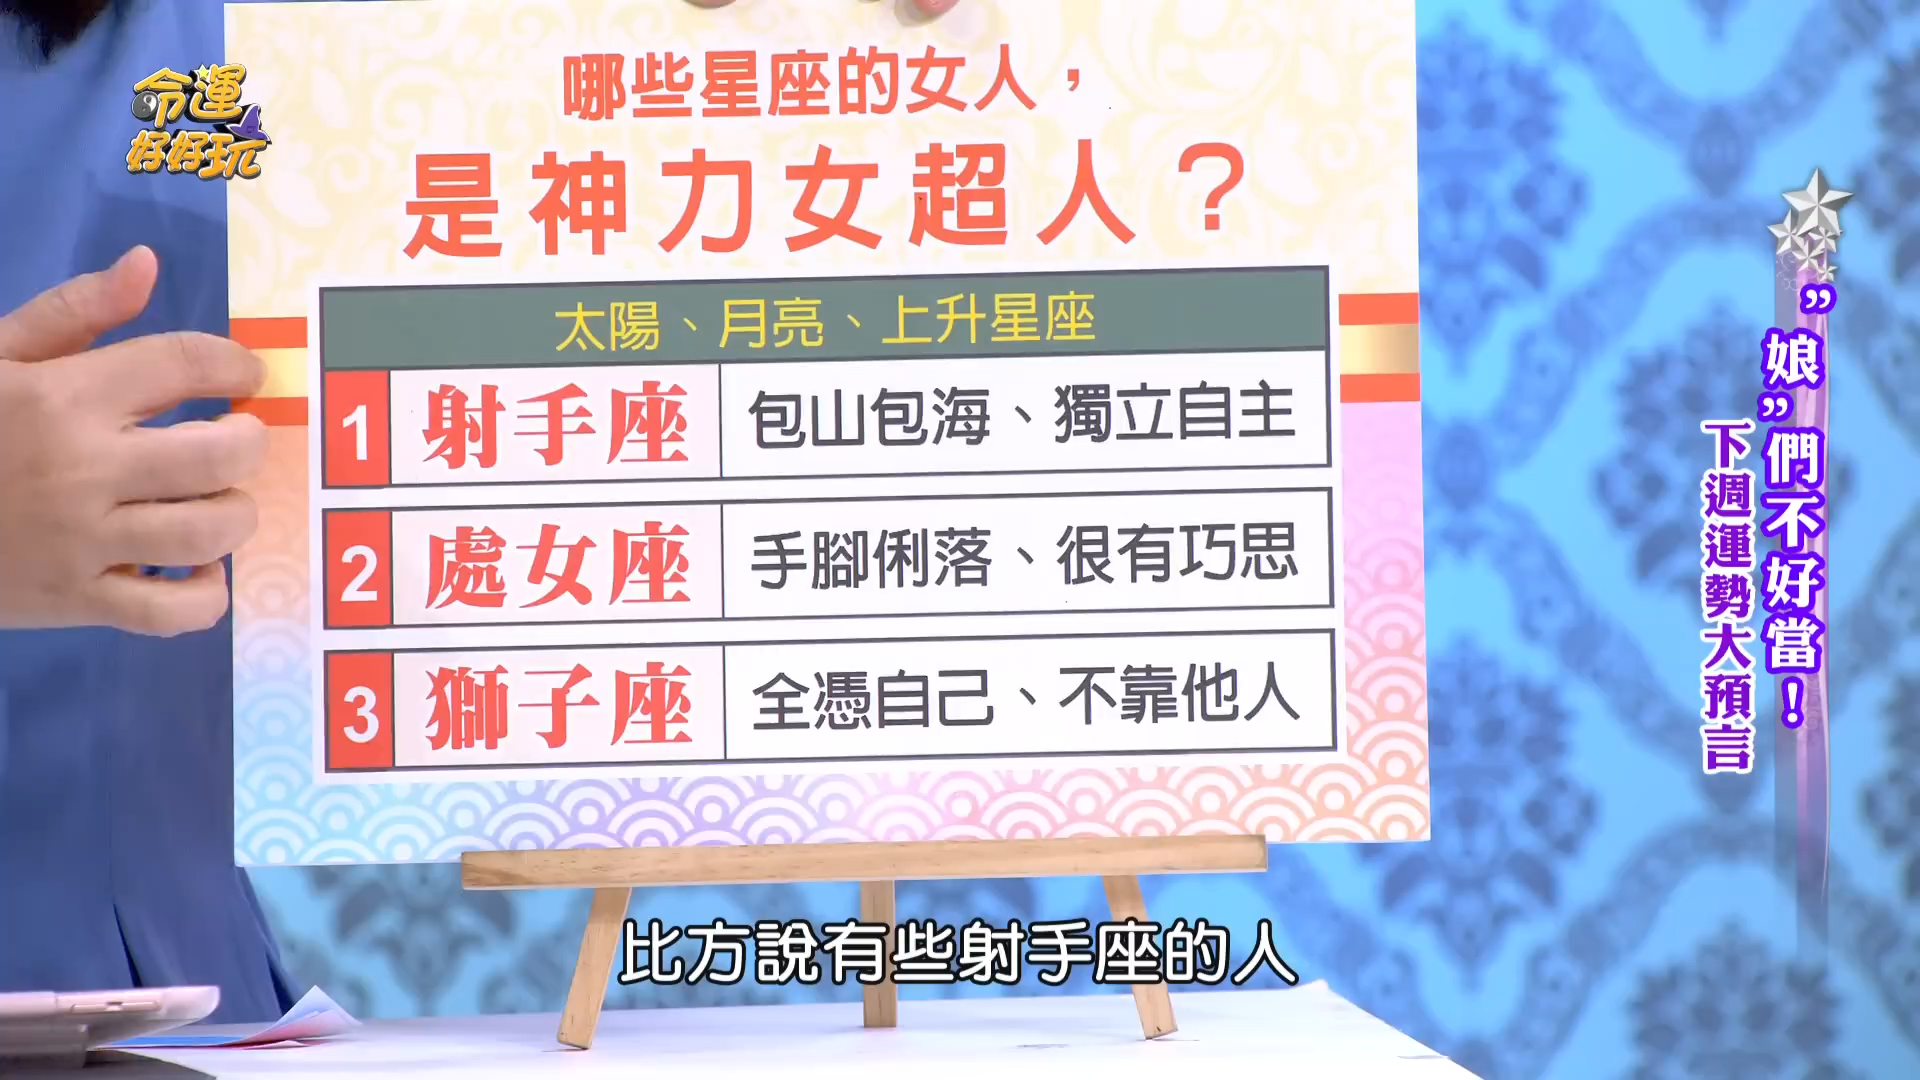 命運
好好玩
哪些星座的女人，
是神力女超人？
太陽、月亮、上升星座
1 射手座 包山包海、獨立自主
2 處女座 手腳俐落、很有巧思
3 獅子座 全憑自己、不靠他人
”娘”們不好當！
下週運勢大預言
比方說有些射手座的人